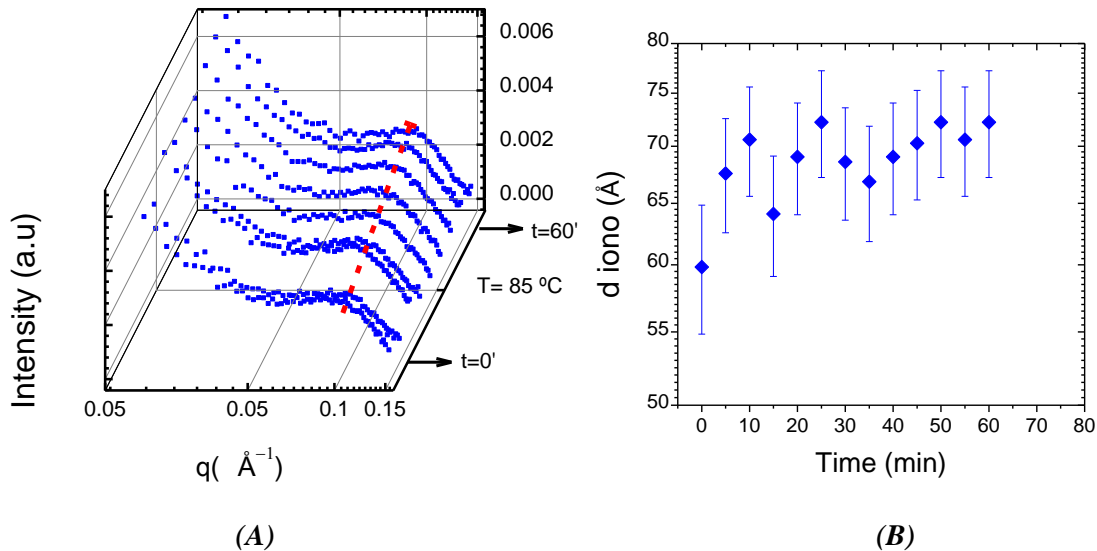 0.006
0.004
0.002
0.000
Intensity (a.u)
t=60'
T= 85 ºC
t=0'
0.05 0.05 0.1 0.15
q( Å⁻¹)
(A)
80
75
70
65
60
55
50
d iono (Å)
0 10 20 30 40 50 60 70 80
Time (min)
(B)